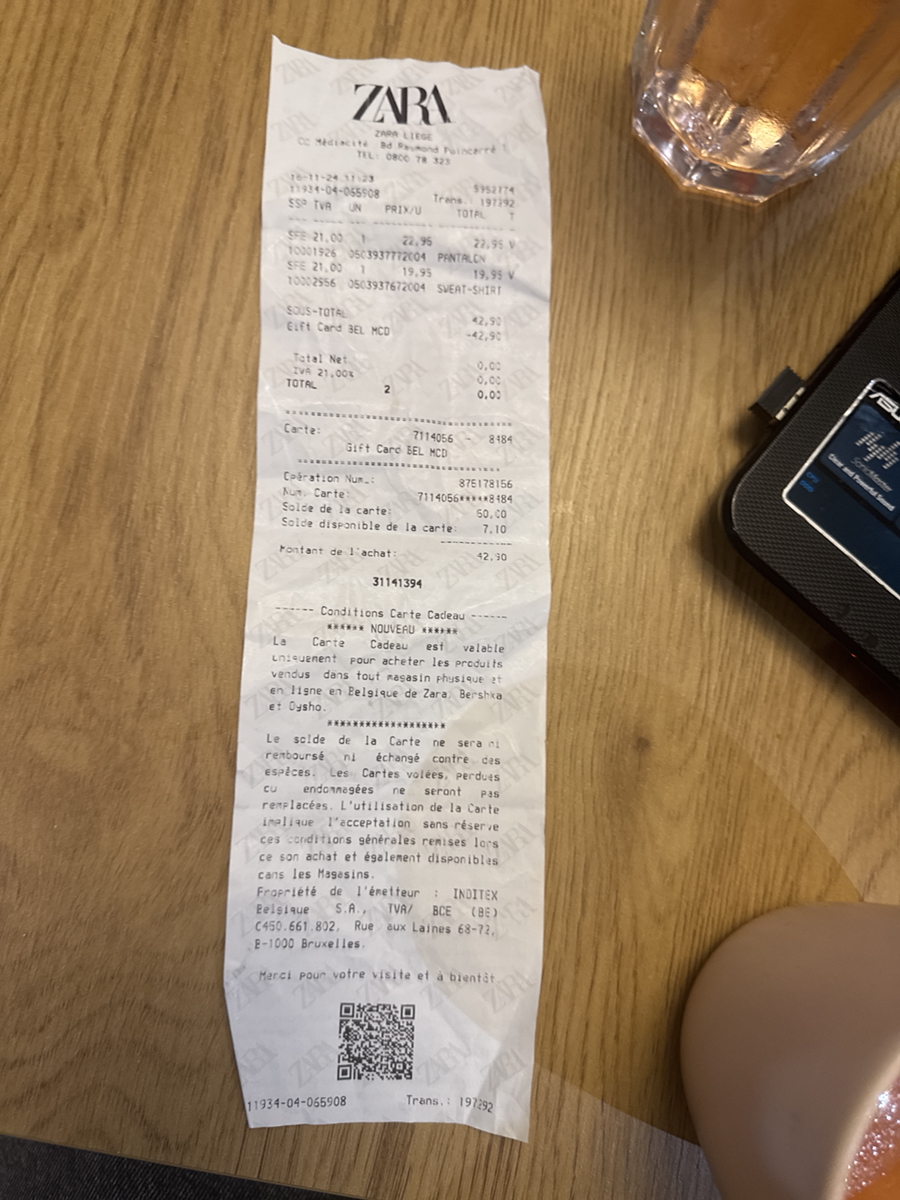 ZARA
ZARA LIEGE
CC Médiacité Bd Raymond Poincarré 1
TEL: 0800 78 323
16-11-24 11:23 5952774
11934-04-065908 Trans. 197292
SSP TVA UN PRIX/U TOTAL T
SFE 21,00 1 22,95 22,95 V
10001926 0503937772004 PANTALON
SFE 21,00 1 19,95 19,95 V
10002556 0503937672004 SWEAT-SHIRT
SOUS-TOTAL 42,90
Gift Card BEL MCD -42,90
Total Net 0,00
TVA 21,00% 0,00
TOTAL 2 0,00
Carte: 7114056 - 8484
Gift Card BEL MCD
Opération Num.: 875178156
Num. Carte: 7114056*****8484
Solde de la carte: 50,00
Solde disponible de la carte: 7,10
Montant de l'achat: 42,90
31141394
------ Conditions Carte Cadeau ------
****** NOUVEAU ******
La Carte Cadeau est valable
uniquement pour acheter les produits
vendus dans tout magasin physique et
en ligne en Belgique de Zara, Bershka
et Oysho.
*******************
Le solde de la Carte ne sera ni
remboursé ni échangé contre des
espèces. Les Cartes volées, perdues
ou endommagées ne seront pas
remplacées. L'utilisation de la Carte
implique l'acceptation sans réserve
des conditions générales remises lors
de son achat et également disponibles
dans les Magasins.
Propriété de l'émetteur : INDITEX
Belgique S.A., TVA/ BCE (BE)
0450.661.802, Rue aux Laines 68-72,
B-1000 Bruxelles.
Merci pour votre visite et à bientôt
11934-04-065908 Trans.: 197292
ASUS
SonicMaster
Clear and Powerful Sound